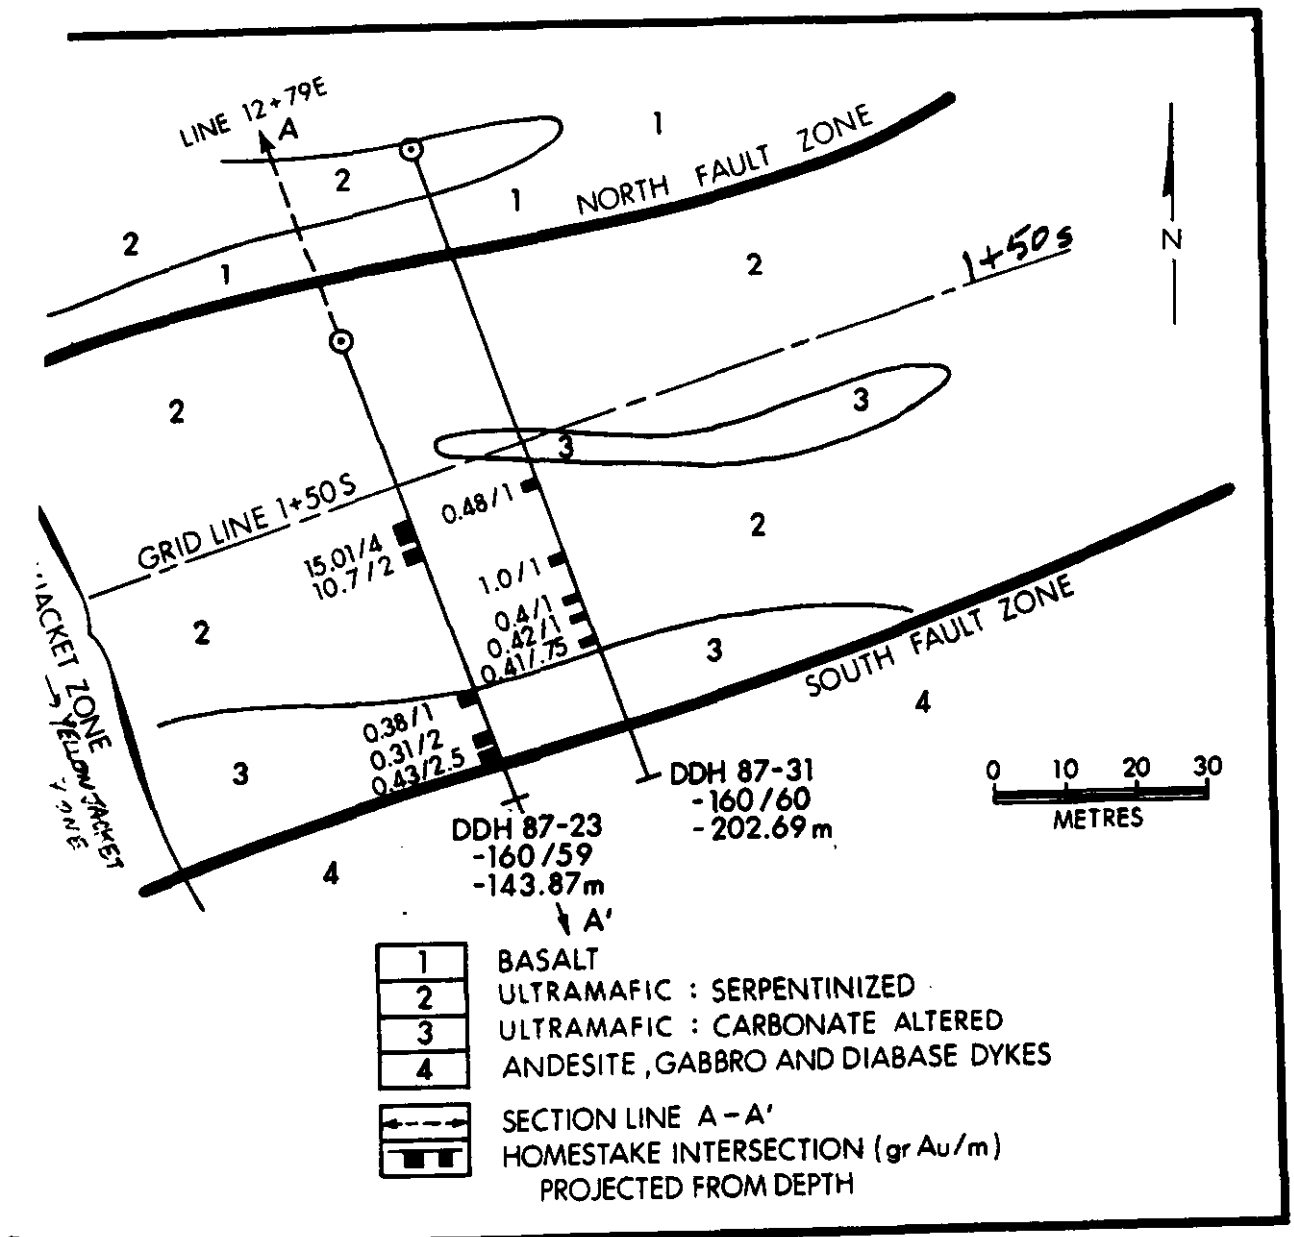 LINE 12+79E
A
1
2
NORTH FAULT ZONE
1
2
1
2
1+50s
N
2
3
3
GRID LINE 1+50S
0.48/1
15.01/4
10.7/2
2
1.0/1
0.4/1
0.42/1
0.41/.75
2
3
SOUTH FAULT ZONE
4
JACKET ZONE
→ YELLOWJACKET
ZONE
0.38/1
0.31/2
0.43/2.5
3
4
DDH 87-31
-160/60
-202.69m
DDH 87-23
-160/59
-143.87m
A'
0 10 20 30
METRES
1 BASALT
2 ULTRAMAFIC : SERPENTINIZED
3 ULTRAMAFIC : CARBONATE ALTERED
4 ANDESITE, GABBRO AND DIABASE DYKES
SECTION LINE A-A'
HOMESTAKE INTERSECTION (gr Au/m)
PROJECTED FROM DEPTH